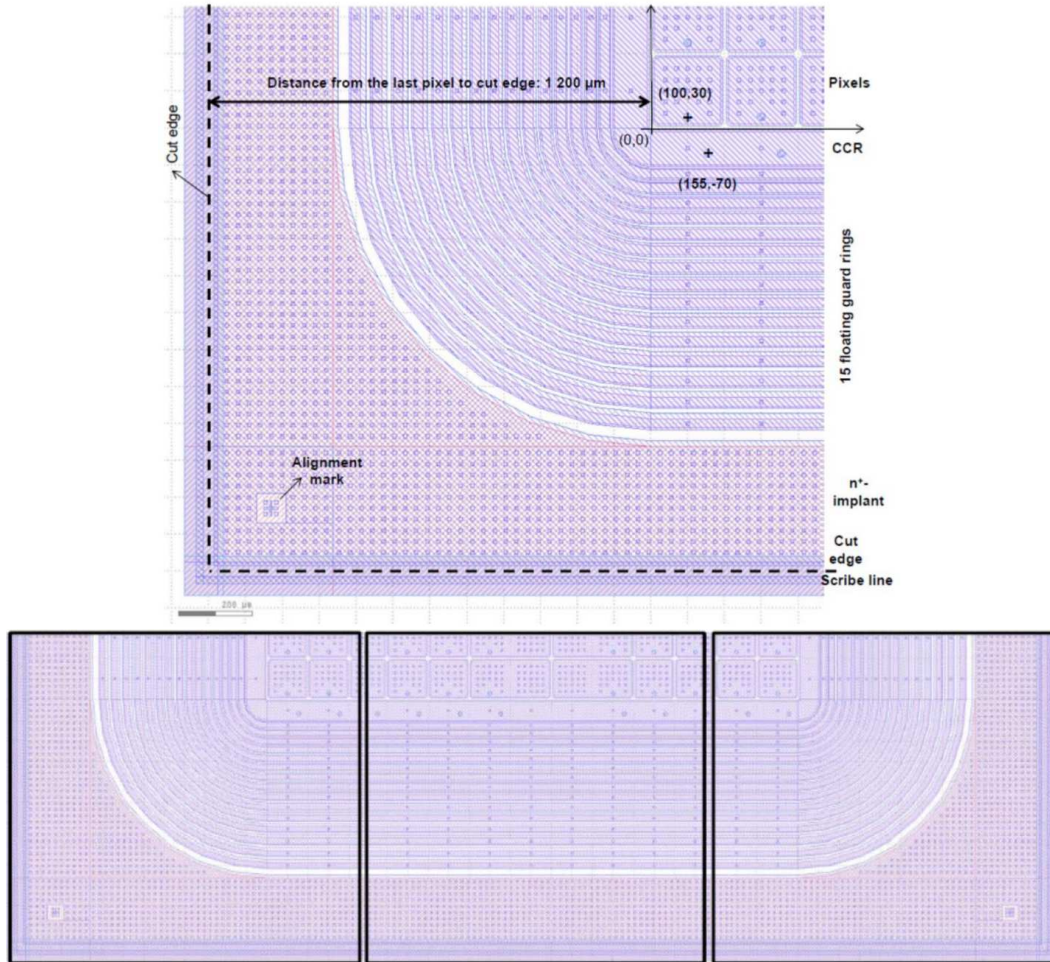 Distance from the last pixel to cut edge: 1 200 µm
(100,30)
Pixels
(0,0)
CCR
(155,-70)
Cut edge
15 floating guard rings
Alignment
mark
n⁺-
implant
Cut
edge
Scribe line
200 µm